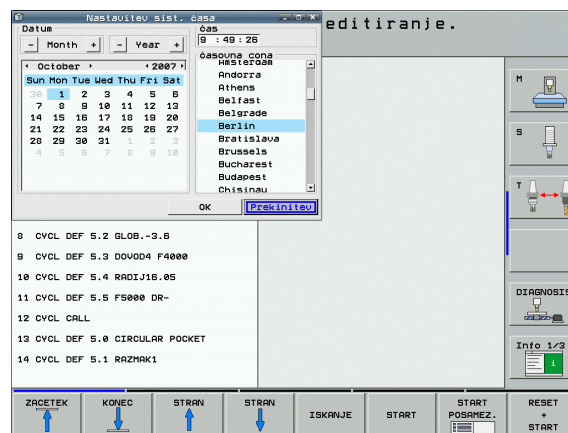 Nastavitev sist. časa
editiranje.
Datum
- Month +
- Year +
čas
9 :49:26
časovna cona
October
2007
Sun Mon Tue Wed Thu Fri Sat
30 1 2 3 4 5 6
7 8 9 10 11 12 13
14 15 16 17 18 19 20
21 22 23 24 25 26 27
28 29 30 31 1 2 3
4 5 6 7 8 9 10
Amsterdam
Andorra
Athens
Belfast
Belgrade
Berlin
Bratislava
Brussels
Bucharest
Budapest
Chisinau
OK
Prekinitev
8 CYCL DEF 5.2 GLOB.-3.6
9 CYCL DEF 5.3 DOVOD4 F4000
10 CYCL DEF 5.4 RADIJ16.05
11 CYCL DEF 5.5 F5000 DR-
12 CYCL CALL
13 CYCL DEF 5.0 CIRCULAR POCKET
14 CYCL DEF 5.1 RAZMAK1
M
S
T
DIAGNOSIS
Info 1/3
ZACETEK
KONEC
STRAN
STRAN
ISKANJE
START
START
POSAMEZ.
RESET
+
START